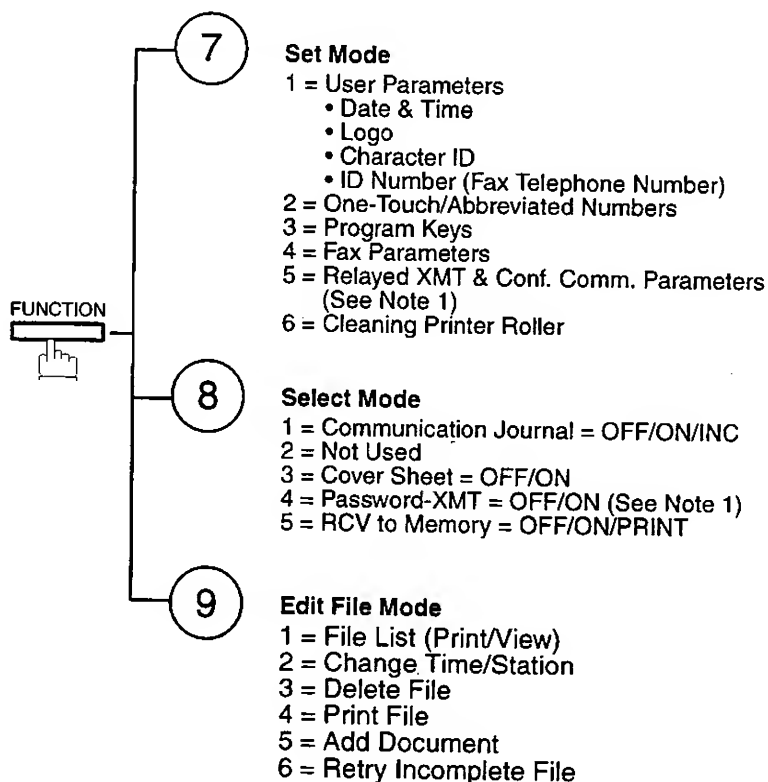 7
Set Mode
1 = User Parameters
• Date & Time
• Logo
• Character ID
• ID Number (Fax Telephone Number)
2 = One-Touch/Abbreviated Numbers
3 = Program Keys
4 = Fax Parameters
5 = Relayed XMT & Conf. Comm. Parameters
(See Note 1)
6 = Cleaning Printer Roller
FUNCTION
8
Select Mode
1 = Communication Journal = OFF/ON/INC
2 = Not Used
3 = Cover Sheet = OFF/ON
4 = Password-XMT = OFF/ON (See Note 1)
5 = RCV to Memory = OFF/ON/PRINT
9
Edit File Mode
1 = File List (Print/View)
2 = Change Time/Station
3 = Delete File
4 = Print File
5 = Add Document
6 = Retry Incomplete File